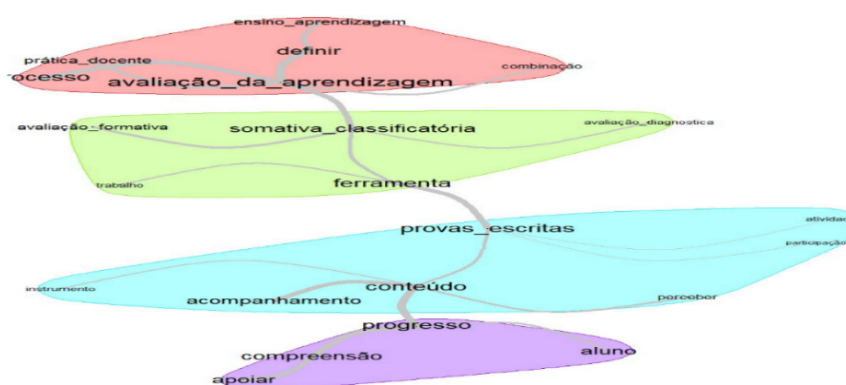 ensino_aprendizagem
definir
prática_docente
combinação
ocesso
avaliação_da_aprendizagem
avaliação_formativa
somativa_classificatória
avaliação_diagnostica
trabalho
ferramenta
provas_escritas
ativida
participação
instrumento
conteúdo
acompanhamento
perceber
progresso
compreensão
aluno
apoiar